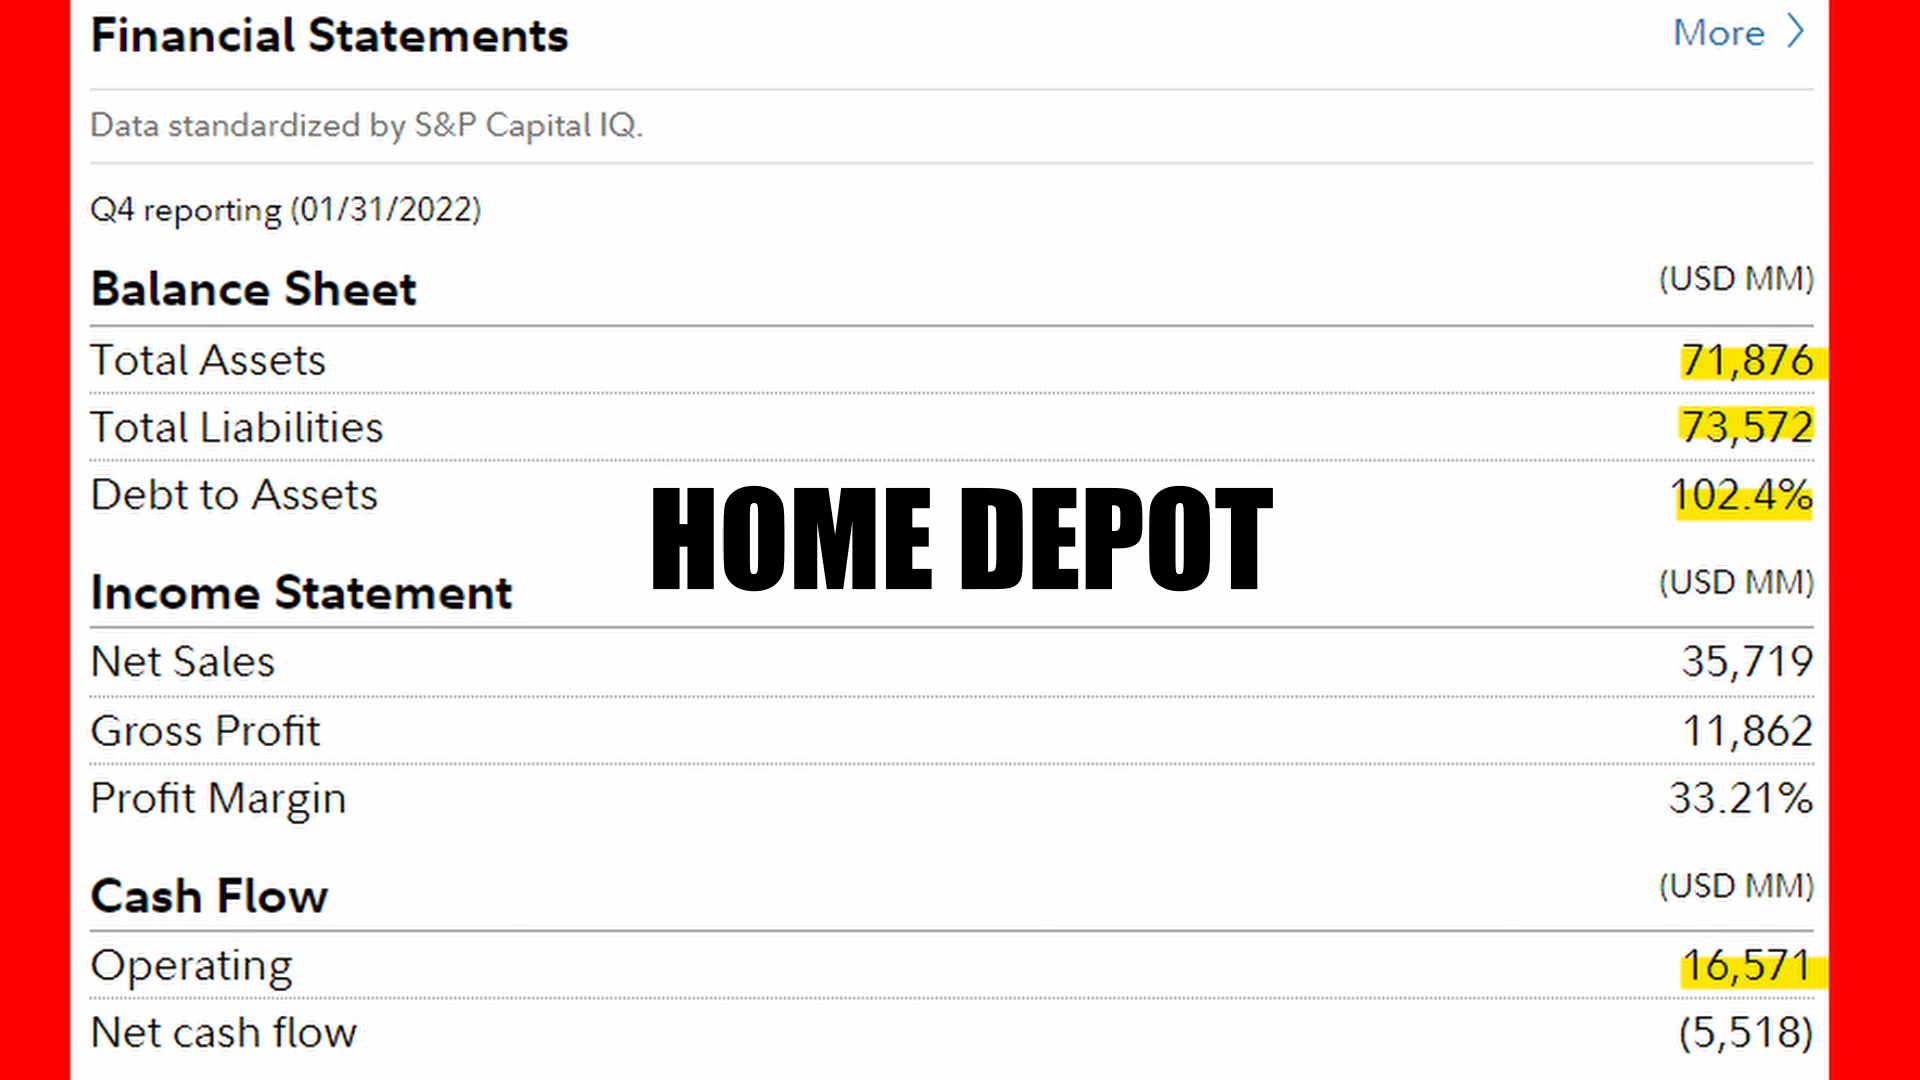 Financial Statements More >
Data standardized by S&P Capital IQ.
Q4 reporting (01/31/2022)
Balance Sheet (USD MM)
Total Assets 71,876
Total Liabilities 73,572
Debt to Assets 102.4%
HOME DEPOT
Income Statement (USD MM)
Net Sales 35,719
Gross Profit 11,862
Profit Margin 33.21%
Cash Flow (USD MM)
Operating 16,571
Net cash flow (5,518)